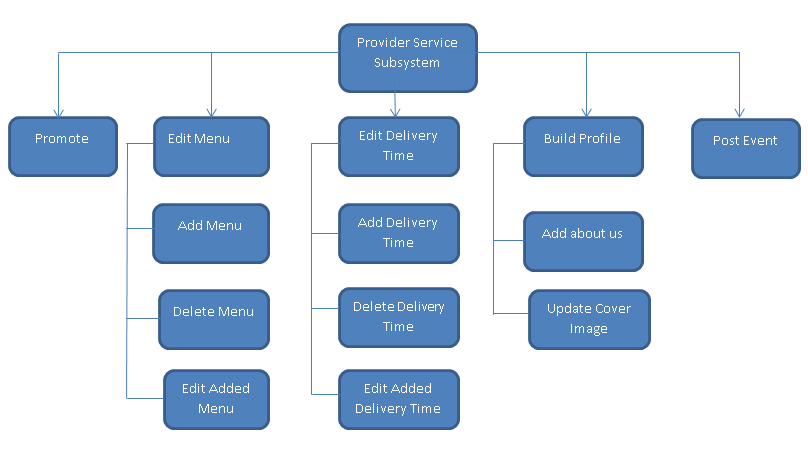 Provider Service
Subsystem
Promote
Edit Menu
Edit Delivery
Time
Build Profile
Post Event
Add Menu
Add Delivery
Time
Add about us
Delete Menu
Delete Delivery
Time
Update Cover
Image
Edit Added
Menu
Edit Added
Delivery Time